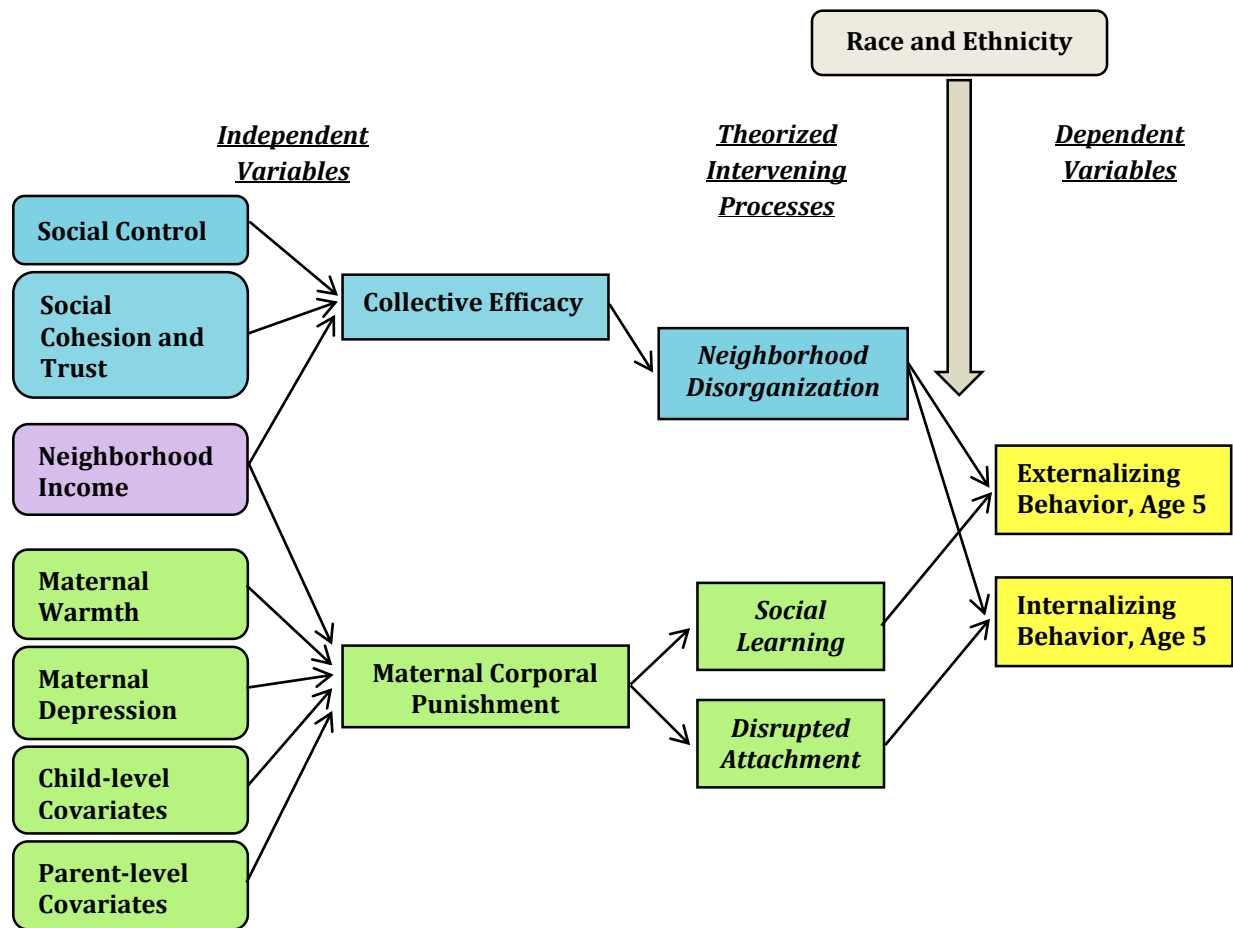 Race and Ethnicity
Independent
Variables
Theorized
Intervening
Processes
Dependent
Variables
Social Control
Social
Cohesion and
Trust
Collective Efficacy
Neighborhood
Disorganization
Neighborhood
Income
Externalizing
Behavior, Age 5
Maternal
Warmth
Social
Learning
Internalizing
Behavior, Age 5
Maternal
Depression
Maternal Corporal
Punishment
Disrupted
Attachment
Child-level
Covariates
Parent-level
Covariates